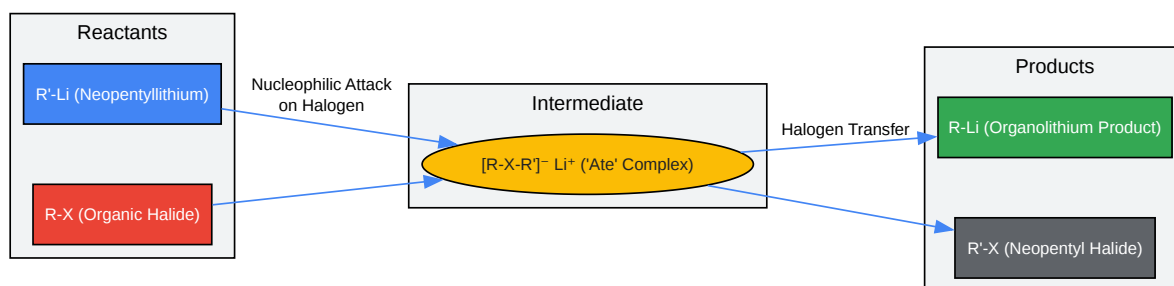 Reactants
R'-Li (Neopentyllithium)
R-X (Organic Halide)
Nucleophilic Attack
on Halogen
Intermediate
[R-X-R']⁻ Li⁺ ('Ate' Complex)
Halogen Transfer
Products
R-Li (Organolithium Product)
R'-X (Neopentyl Halide)